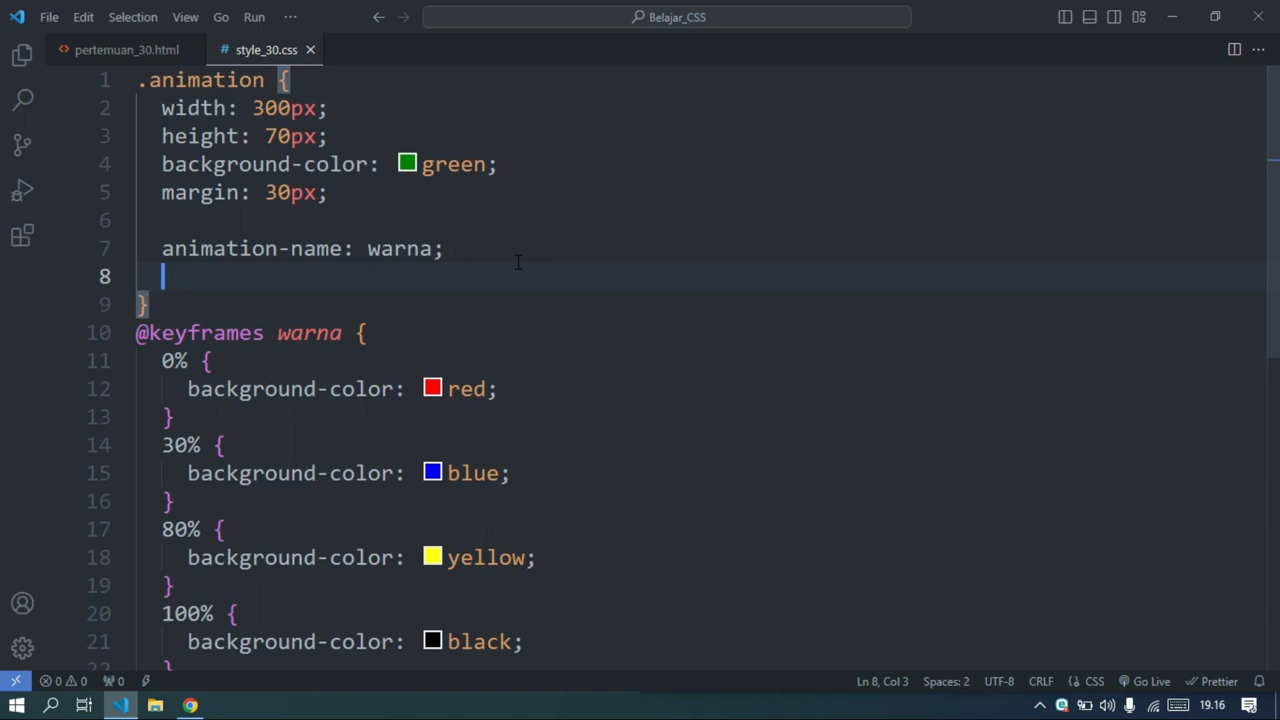 File Edit Selection View Go Run ···
Belajar_CSS
pertemuan_30.html
# style_30.css
1 .animation {
2 width: 300px;
3 height: 70px;
4 background-color: green;
5 margin: 30px;
6
7 animation-name: warna;
8
9 }
10 @keyframes warna {
11 0% {
12 background-color: red;
13 }
14 30% {
15 background-color: blue;
16 }
17 80% {
18 background-color: yellow;
19 }
20 100% {
21 background-color: black;
22 }
0 0 0 Ln 8, Col 3 Spaces: 2 UTF-8 CRLF CSS Go Live Prettier
19.16